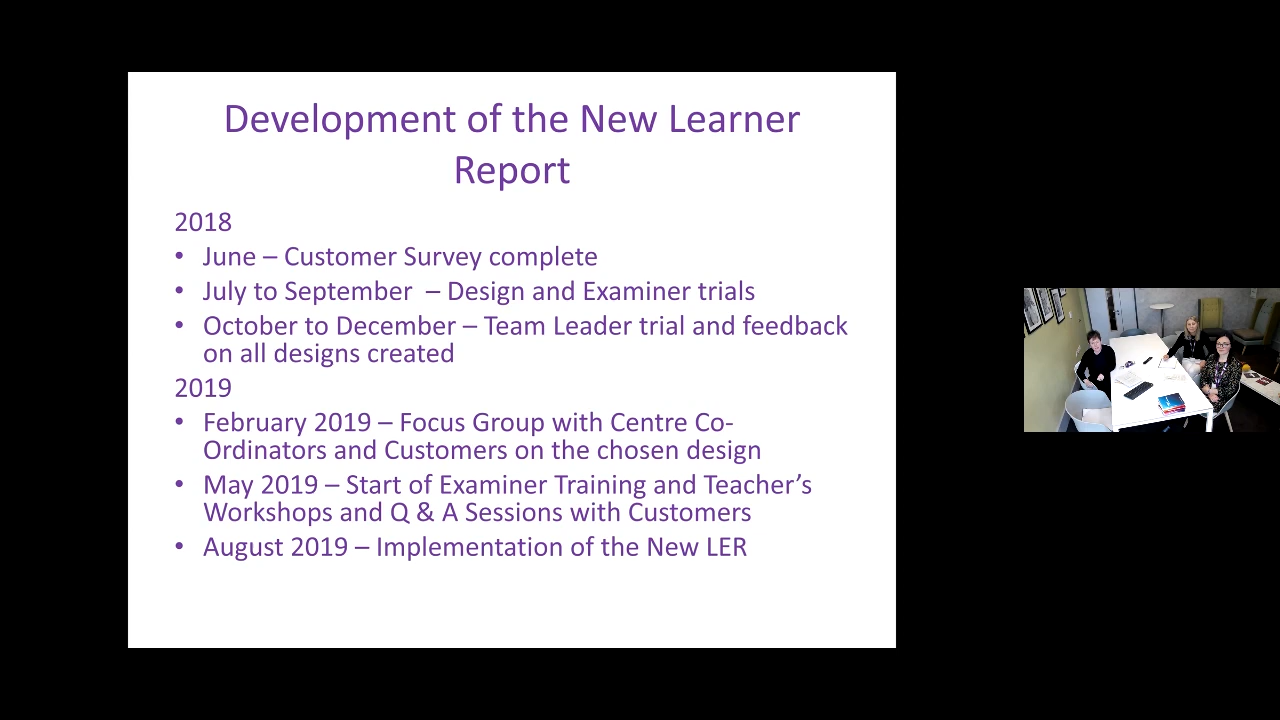 Development of the New Learner
Report
2018
• June – Customer Survey complete
• July to September – Design and Examiner trials
• October to December – Team Leader trial and feedback
on all designs created
2019
• February 2019 – Focus Group with Centre Co-
Ordinators and Customers on the chosen design
• May 2019 – Start of Examiner Training and Teacher’s
Workshops and Q & A Sessions with Customers
• August 2019 – Implementation of the New LER